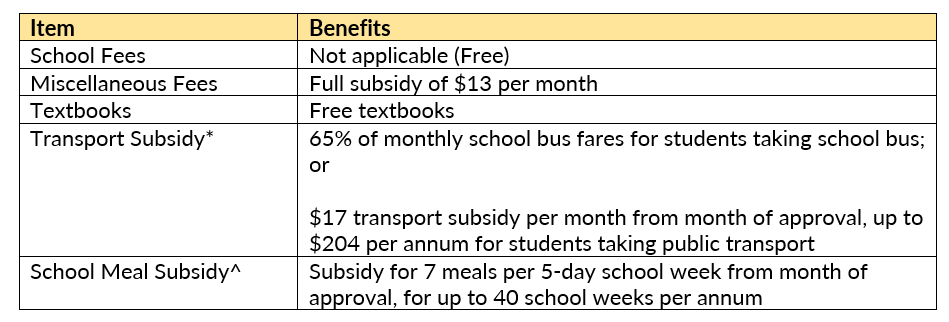 Item Benefits
School Fees Not applicable (Free)
Miscellaneous Fees Full subsidy of $13 per month
Textbooks Free textbooks
Transport Subsidy* 65% of monthly school bus fares for students taking school bus;
or
$17 transport subsidy per month from month of approval, up to
$204 per annum for students taking public transport
School Meal Subsidy^ Subsidy for 7 meals per 5-day school week from month of
approval, for up to 40 school weeks per annum